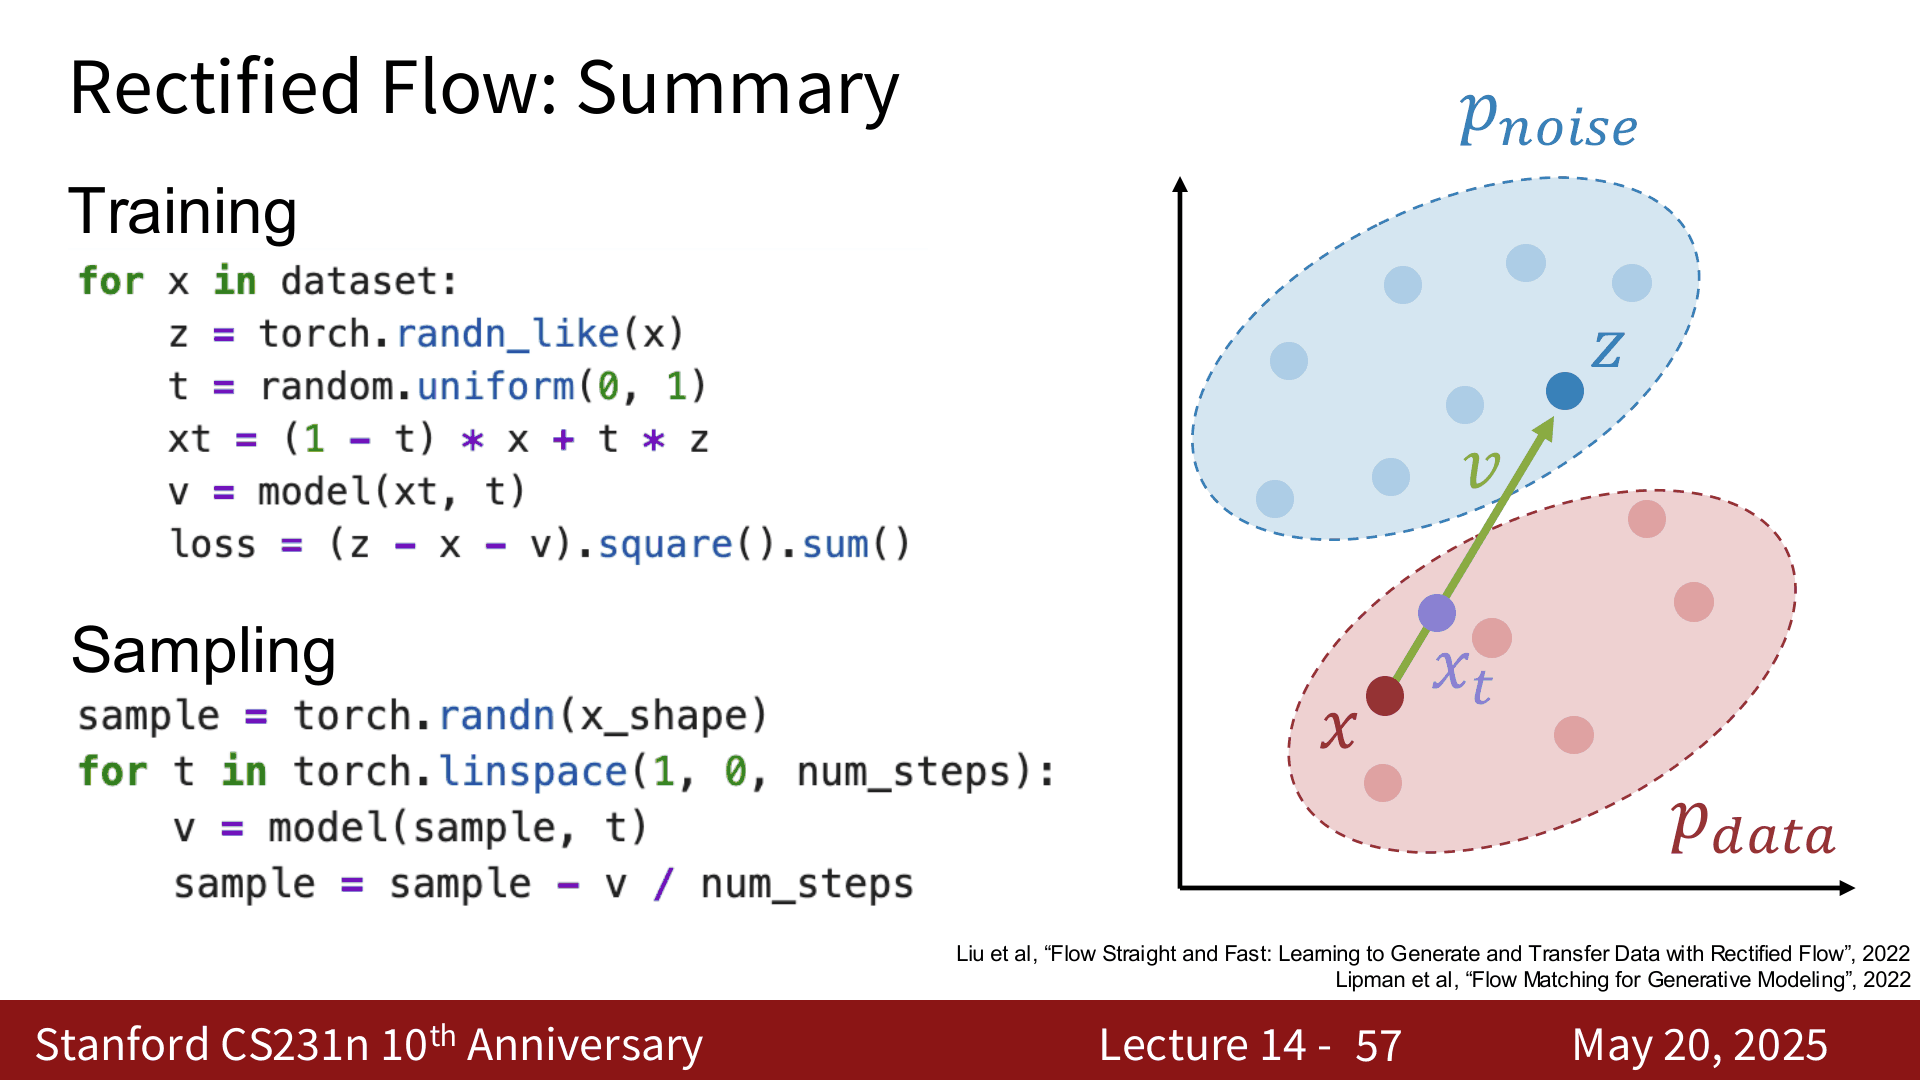 Rectified Flow: Summary
Training
for x in dataset:
    z = torch.randn_like(x)
    t = random.uniform(0, 1)
    xt = (1 - t) * x + t * z
    v = model(xt, t)
    loss = (z - x - v).square().sum()
Sampling
sample = torch.randn(x_shape)
for t in torch.linspace(1, 0, num_steps):
    v = model(sample, t)
    sample = sample - v / num_steps
p_noise
z
v
x_t
x
p_data
Liu et al, “Flow Straight and Fast: Learning to Generate and Transfer Data with Rectified Flow”, 2022
Lipman et al, “Flow Matching for Generative Modeling”, 2022
Stanford CS231n 10th Anniversary
Lecture 14 - 57
May 20, 2025